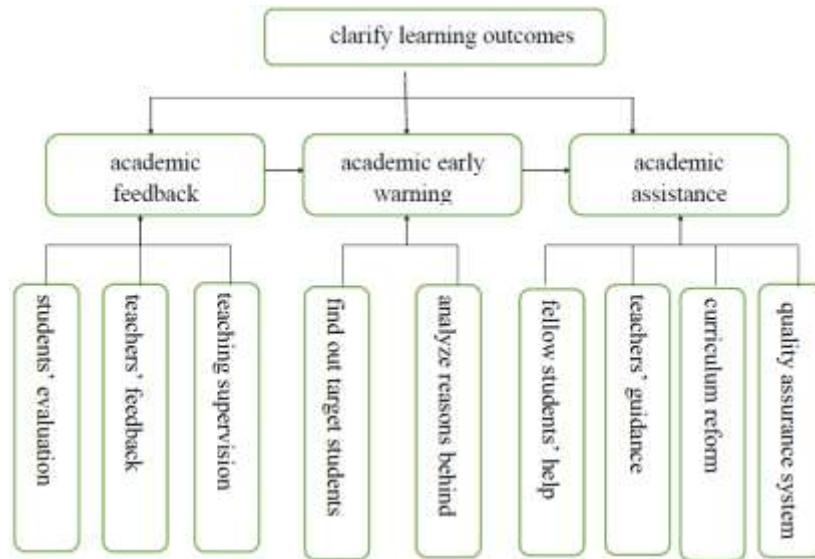 clarify learning outcomes
academic
feedback
academic early
warning
academic
assistance
students’ evaluation
teachers’ feedback
teaching supervision
find out target students
analyze reasons behind
fellow students’ help
teachers’ guidance
curriculum reform
quality assurance system